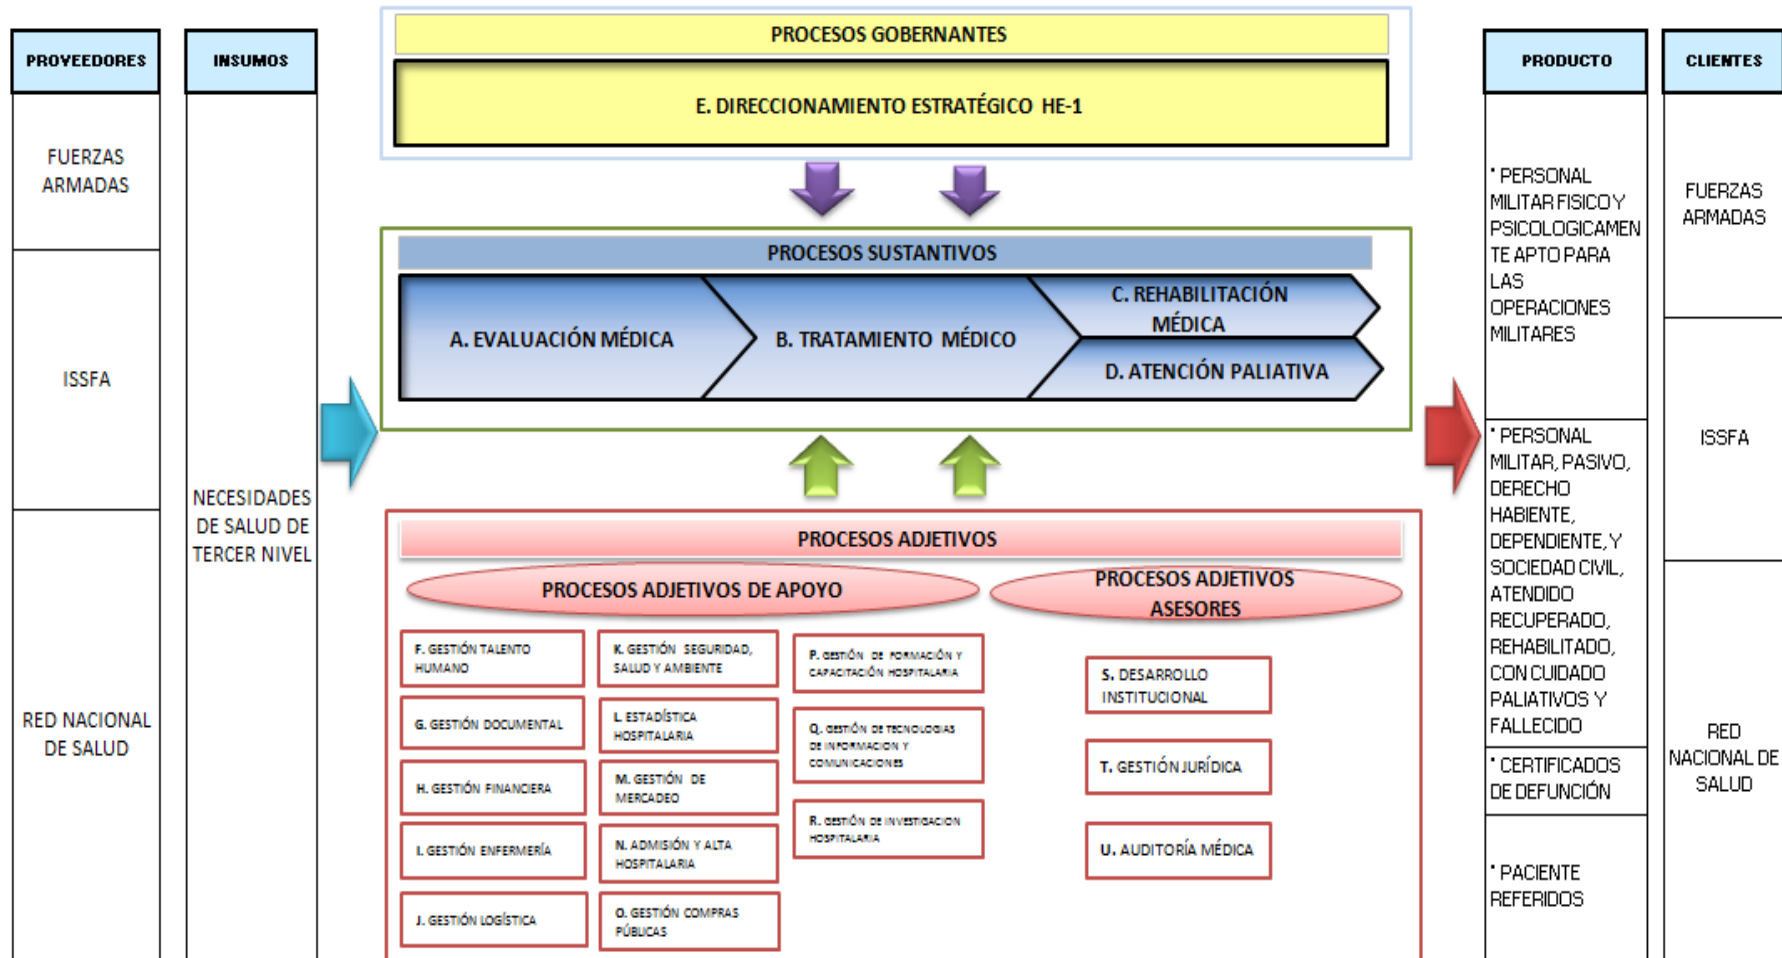 PROVEEDORES
FUERZAS
ARMADAS
ISSFA
RED NACIONAL
DE SALUD
INSUMOS
NECESIDADES
DE SALUD DE
TERCER NIVEL
PROCESOS GOBERNANTES
E. DIRECCIONAMIENTO ESTRATÉGICO HE-1
PROCESOS SUSTANTIVOS
A. EVALUACIÓN MÉDICA
B. TRATAMIENTO MÉDICO
C. REHABILITACIÓN
MÉDICA
D. ATENCIÓN PALIATIVA
PROCESOS ADJETIVOS
PROCESOS ADJETIVOS DE APOYO
F. GESTIÓN TALENTO
HUMANO
G. GESTIÓN DOCUMENTAL
H. GESTIÓN FINANCIERA
I. GESTIÓN ENFERMERÍA
J. GESTIÓN LOGÍSTICA
K. GESTIÓN SEGURIDAD,
SALUD Y AMBIENTE
L. ESTADÍSTICA
HOSPITALARIA
M. GESTIÓN DE
MERCADEO
N. ADMISIÓN Y ALTA
HOSPITALARIA
O. GESTIÓN COMPRAS
PÚBLICAS
P. GESTIÓN DE FORMACIÓN Y
CAPACITACIÓN HOSPITALARIA
Q. GESTIÓN DE TECNOLOGIAS
DE INFORMACION Y
COMUNICACIONES
R. GESTIÓN DE INVESTIGACION
HOSPITALARIA
PROCESOS ADJETIVOS
ASESORES
S. DESARROLLO
INSTITUCIONAL
T. GESTIÓN JURÍDICA
U. AUDITORÍA MÉDICA
PRODUCTO
* PERSONAL
MILITAR FISICO Y
PSICOLOGICAMEN
TE APTO PARA
LAS
OPERACIONES
MILITARES
* PERSONAL
MILITAR, PASIVO,
DERECHO
HABIENTE,
DEPENDIENTE, Y
SOCIEDAD CIVIL,
ATENDIDO
RECUPERADO,
REHABILITADO,
CON CUIDADO
PALIATIVOS Y
FALLECIDO
* CERTIFICADOS
DE DEFUNCIÓN
* PACIENTE
REFERIDOS
CLIENTES
FUERZAS
ARMADAS
ISSFA
RED
NACIONAL DE
SALUD